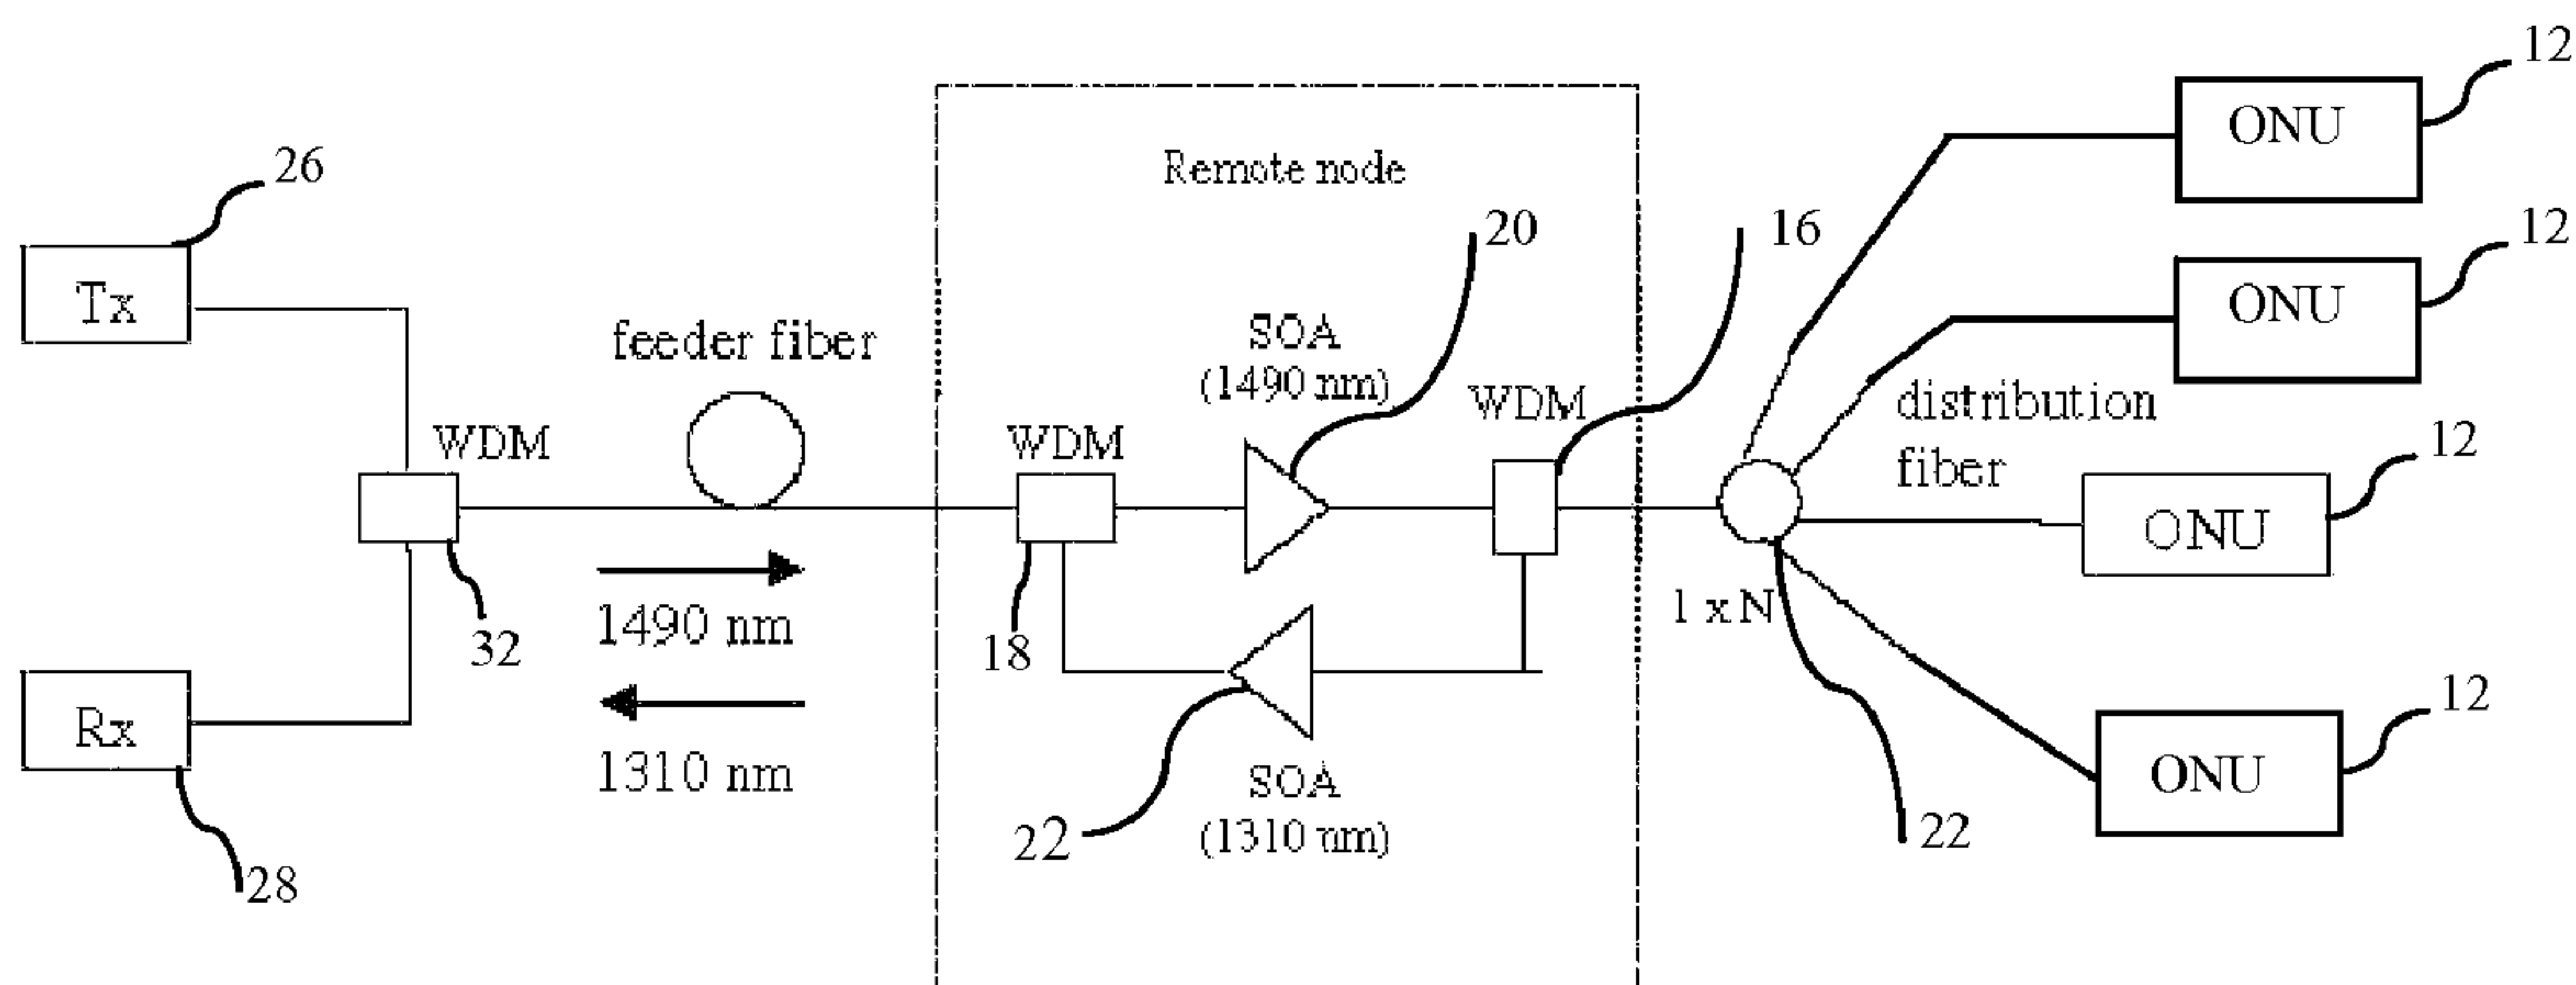 12
ONU
26
Remote node
20
16
12
ONU
Tx
feeder fiber
SOA
(1490 nm)
WDM
distribution
fiber
WDM
WDM
12
ONU
1490 nm
32
18
1 x N
12
ONU
Rx
1310 nm
SOA
(1310 nm)
22
22
28